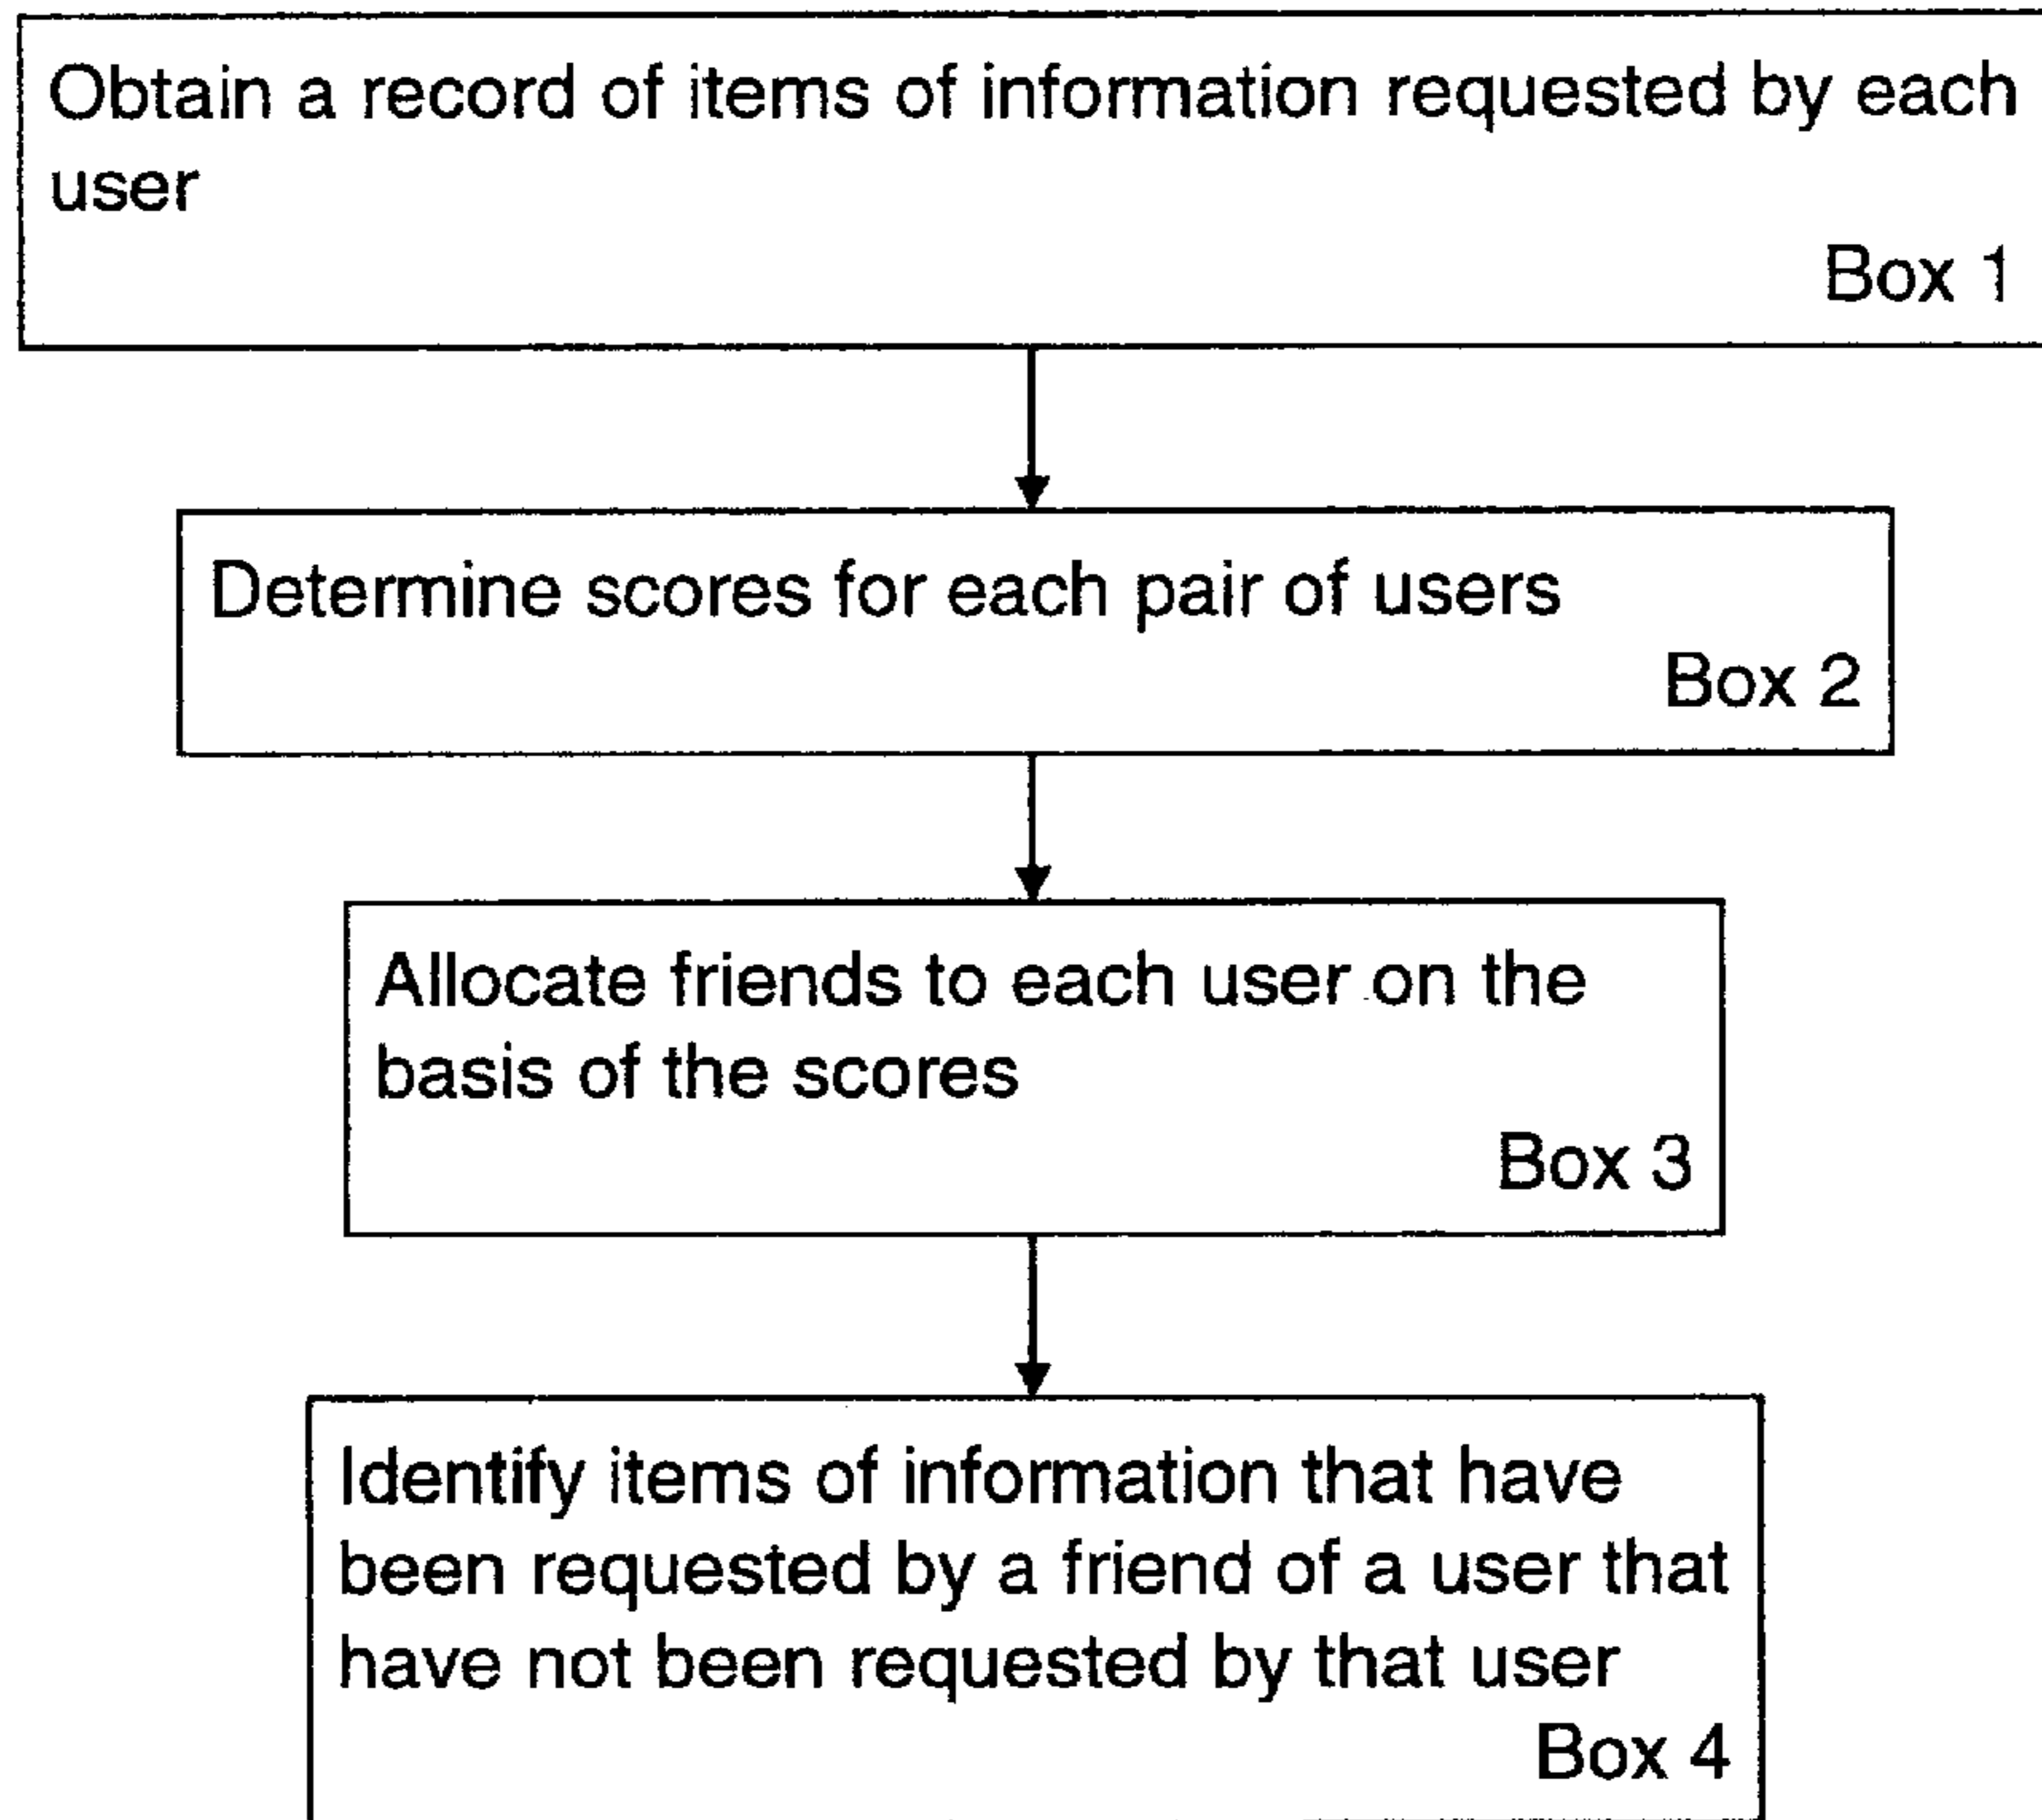 Obtain a record of items of information requested by each
user
Box 1
Determine scores for each pair of users
Box 2
Allocate friends to each user on the
basis of the scores
Box 3
Identify items of information that have
been requested by a friend of a user that
have not been requested by that user
Box 4